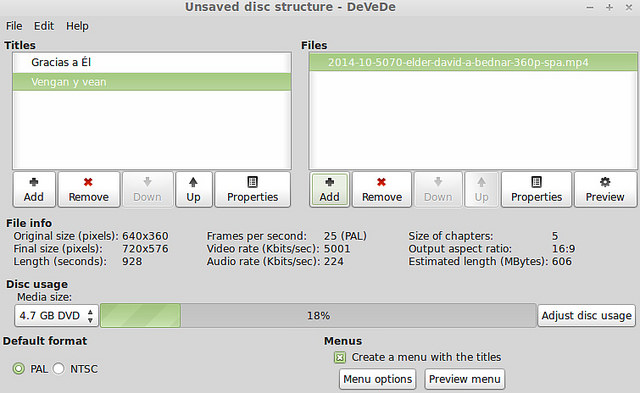 Unsaved disc structure - DeVeDe
File Edit Help
Titles
Gracias a Él
Vengan y vean
Add Remove Down Up Properties
Files
2014-10-5070-elder-david-a-bednar-360p-spa.mp4
Add Remove Down Up Properties Preview
File info
Original size (pixels): 640x360 Frames per second: 25 (PAL) Size of chapters: 5
Final size (pixels): 720x576 Video rate (Kbits/sec): 5001 Output aspect ratio: 16:9
Length (seconds): 928 Audio rate (Kbits/sec): 224 Estimated length (MBytes): 606
Disc usage
Media size:
4.7 GB DVD 18% Adjust disc usage
Default format
PAL NTSC
Menus
Create a menu with the titles
Menu options Preview menu